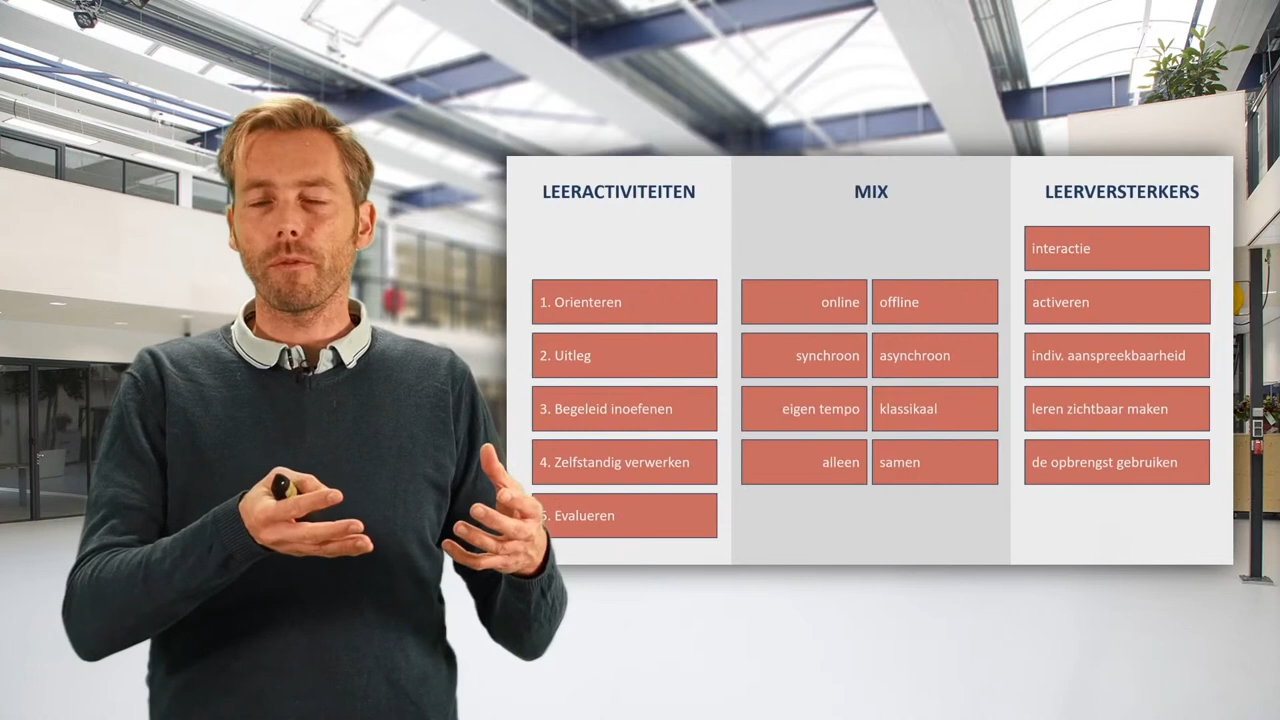 LEERACTIVITEITEN
1. Orienteren
2. Uitleg
3. Begeleid inoefenen
4. Zelfstandig verwerken
5. Evalueren
MIX
online offline
synchroon asynchroon
eigen tempo klassikaal
alleen samen
LEERVERSTERKERS
interactie
activeren
indiv. aanspreekbaarheid
leren zichtbaar maken
de opbrengst gebruiken